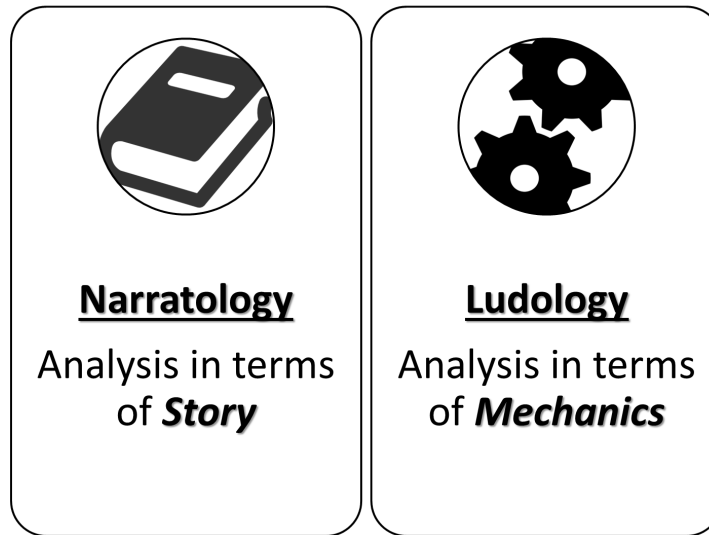 Narratology
Analysis in terms
of Story
Ludology
Analysis in terms
of Mechanics